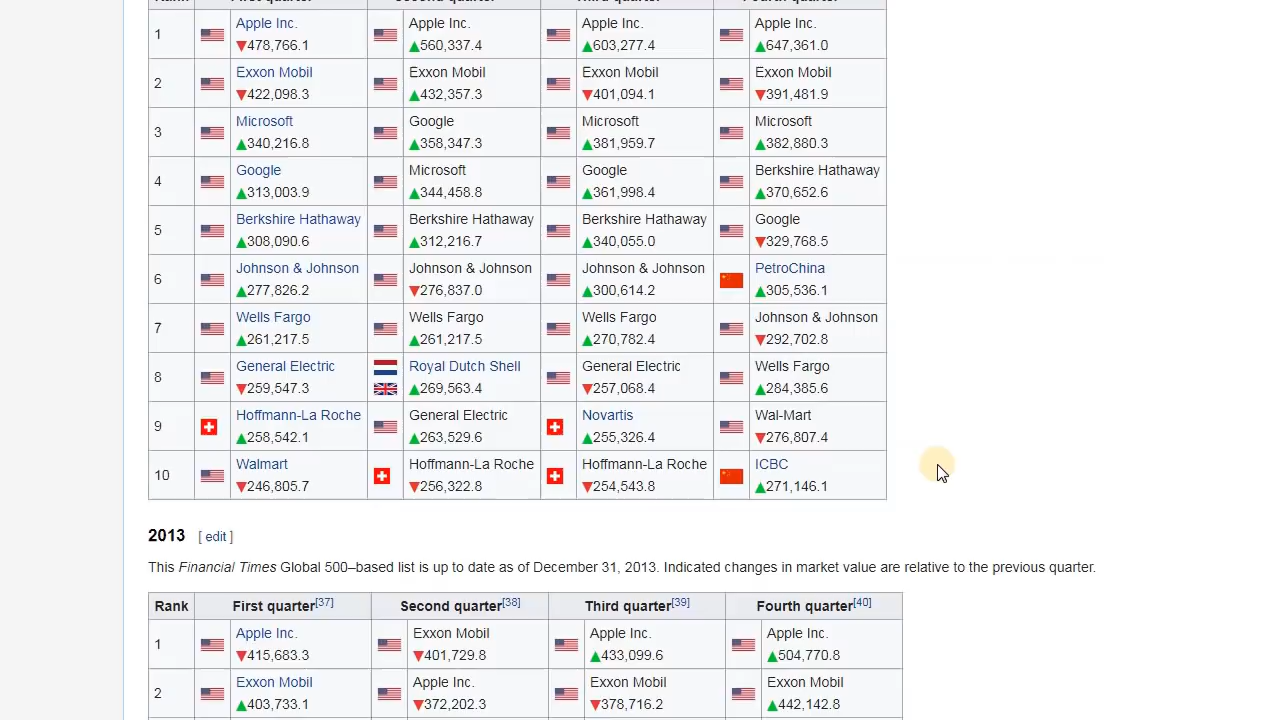 Rank First quarter Second quarter Third quarter Fourth quarter
1 Apple Inc. Apple Inc. Apple Inc. Apple Inc.
▼478,766.1 ▲560,337.4 ▲603,277.4 ▲647,361.0
2 Exxon Mobil Exxon Mobil Exxon Mobil Exxon Mobil
▼422,098.3 ▲432,357.3 ▼401,094.1 ▼391,481.9
3 Microsoft Google Microsoft Microsoft
▲340,216.8 ▲358,347.3 ▲381,959.7 ▲382,880.3
4 Google Microsoft Google Berkshire Hathaway
▲313,003.9 ▲344,458.8 ▲361,998.4 ▲370,652.6
5 Berkshire Hathaway Berkshire Hathaway Berkshire Hathaway Google
▲308,090.6 ▲312,216.7 ▲340,055.0 ▼329,768.5
6 Johnson & Johnson Johnson & Johnson Johnson & Johnson PetroChina
▲277,826.2 ▼276,837.0 ▲300,614.2 ▲305,536.1
7 Wells Fargo Wells Fargo Wells Fargo Johnson & Johnson
▲261,217.5 ▲261,217.5 ▲270,782.4 ▼292,702.8
8 General Electric Royal Dutch Shell General Electric Wells Fargo
▼259,547.3 ▲269,563.4 ▼257,068.4 ▲284,385.6
9 Hoffmann-La Roche General Electric Novartis Wal-Mart
▲258,542.1 ▲263,529.6 ▲255,326.4 ▼276,807.4
10 Walmart Hoffmann-La Roche Hoffmann-La Roche ICBC
▼246,805.7 ▼256,322.8 ▼254,543.8 ▲271,146.1
2013 [ edit ]
This Financial Times Global 500–based list is up to date as of December 31, 2013. Indicated changes in market value are relative to the previous quarter.
Rank First quarter[37] Second quarter[38] Third quarter[39] Fourth quarter[40]
1 Apple Inc. Exxon Mobil Apple Inc. Apple Inc.
▼415,683.3 ▼401,729.8 ▲433,099.6 ▲504,770.8
2 Exxon Mobil Apple Inc. Exxon Mobil Exxon Mobil
▲403,733.1 ▼372,202.3 ▼378,716.2 ▲442,142.8